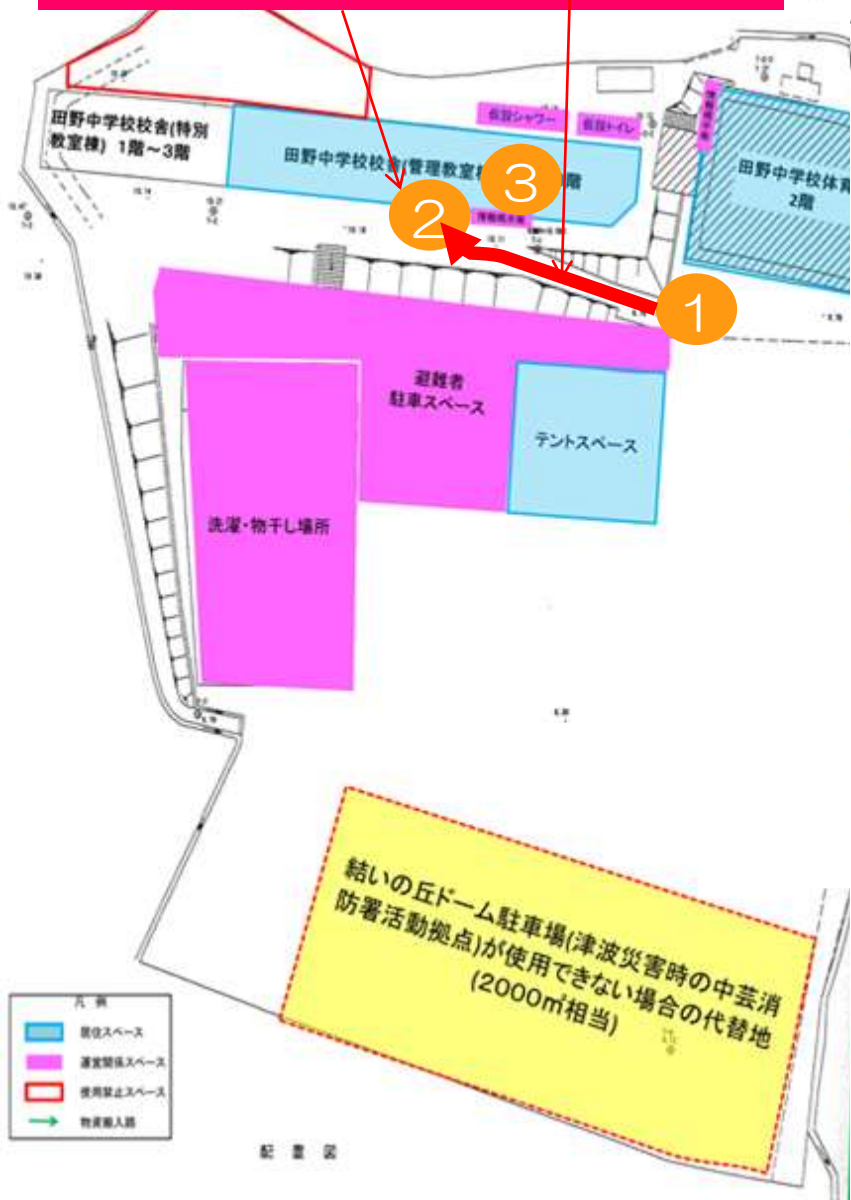 仮設シャワー
仮設トイレ
田野中学校校舎(特別
教室棟) 1階~3階
田野中学校校舎(管理教室
階
③
②
①
田野中学校体育
2階
避難者
駐車スペース
テントスペース
洗濯・物干し場所
結いの丘ドーム駐車場(津波災害時の中芸消
防署活動拠点)が使用できない場合の代替地
(2000㎡相当)
凡例
居住スペース
運営関係スペース
使用禁止スペース
物資搬入路
配置図